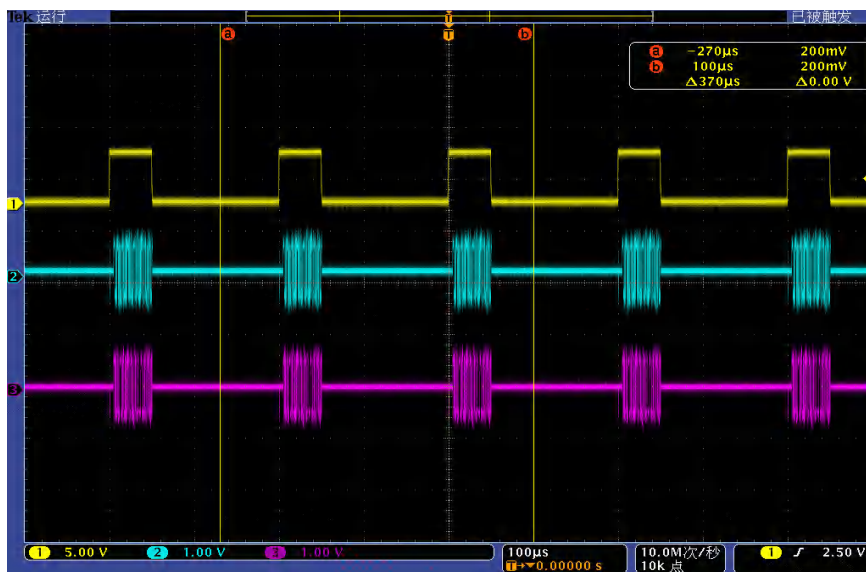 Tek 运行 已被触发
T
a T b
a -270µs 200mV
b 100µs 200mV
Δ370µs Δ0.00 V
1
2
3
1 5.00 V 2 1.00 V 3 1.00 V 100µs 10.0M次/秒 1 2.50 V
T→▼0.00000 s 10k 点